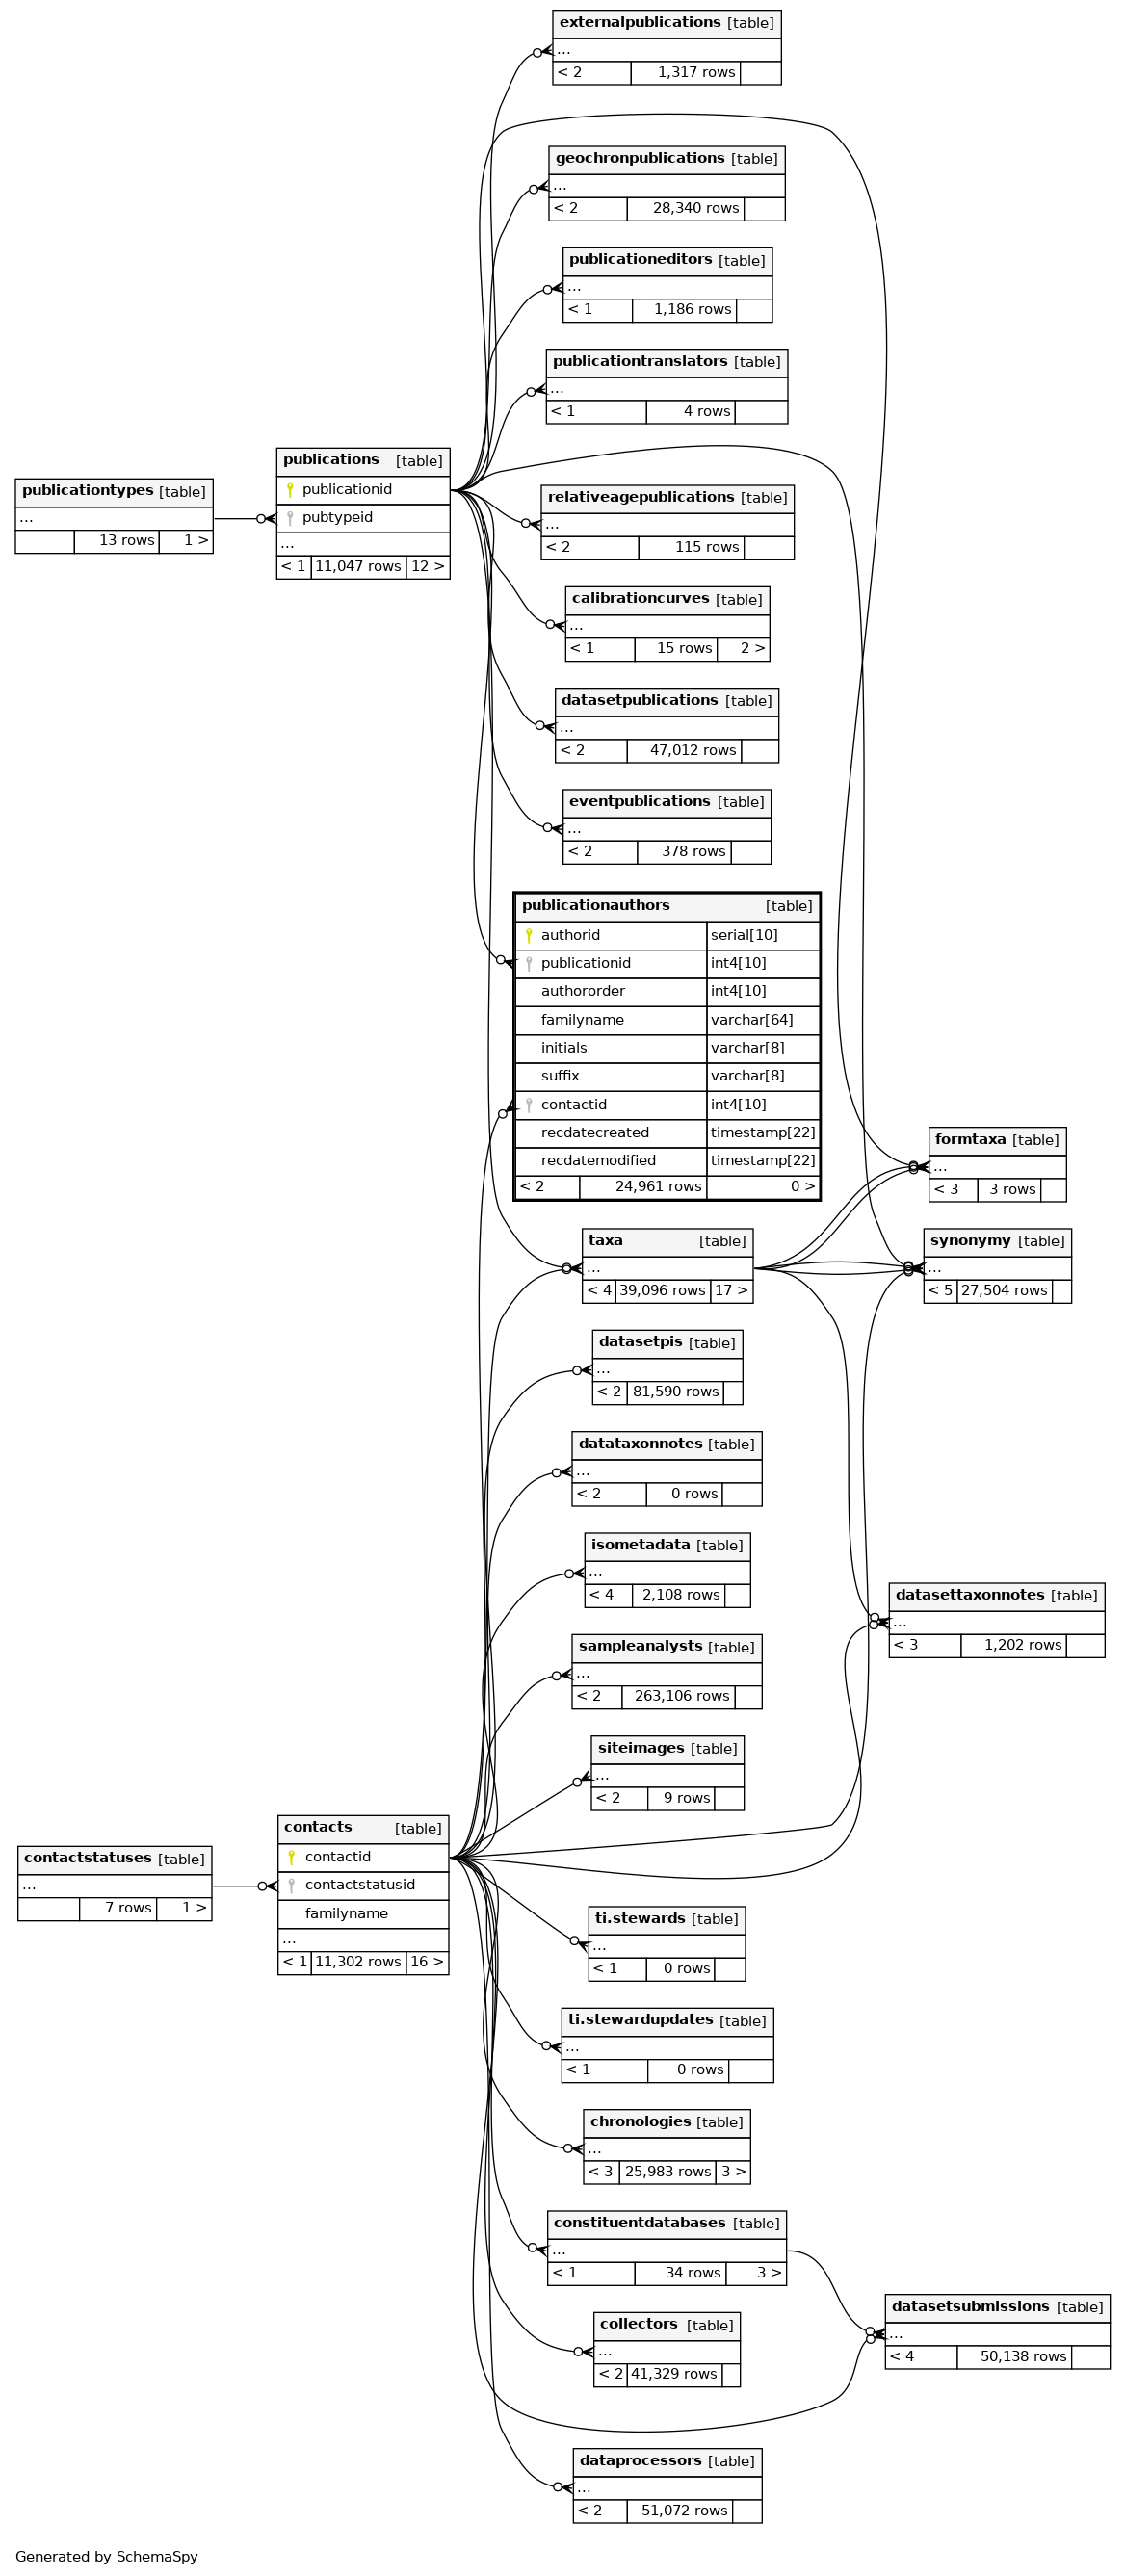 externalpublications [table]
...
< 2 1,317 rows
geochronpublications [table]
...
< 2 28,340 rows
publicationeditors [table]
...
< 1 1,186 rows
publicationtranslators [table]
...
< 1 4 rows
publications [table]
publicationid
pubtypeid
...
< 1 11,047 rows 12 >
publicationtypes [table]
...
13 rows 1 >
relativeagepublications [table]
...
< 2 115 rows
calibrationcurves [table]
...
< 1 15 rows 2 >
datasetpublications [table]
...
< 2 47,012 rows
eventpublications [table]
...
< 2 378 rows
publicationauthors [table]
authorid serial[10]
publicationid int4[10]
authororder int4[10]
familyname varchar[64]
initials varchar[8]
suffix varchar[8]
contactid int4[10]
recdatecreated timestamp[22]
recdatemodified timestamp[22]
< 2 24,961 rows 0 >
formtaxa [table]
...
< 3 3 rows
taxa [table]
...
< 4 39,096 rows 17 >
synonymy [table]
...
< 5 27,504 rows
datasetpis [table]
...
< 2 81,590 rows
datataxonnotes [table]
...
< 2 0 rows
isometadata [table]
...
< 4 2,108 rows
datasettaxonnotes [table]
...
< 3 1,202 rows
sampleanalysts [table]
...
< 2 263,106 rows
siteimages [table]
...
< 2 9 rows
contacts [table]
contactid
contactstatusid
familyname
...
< 1 11,302 rows 16 >
contactstatuses [table]
...
7 rows 1 >
ti.stewards [table]
...
< 1 0 rows
ti.stewardupdates [table]
...
< 1 0 rows
chronologies [table]
...
< 3 25,983 rows 3 >
constituentdatabases [table]
...
< 1 34 rows 3 >
datasetsubmissions [table]
...
< 4 50,138 rows
collectors [table]
...
< 2 41,329 rows
dataprocessors [table]
...
< 2 51,072 rows
Generated by SchemaSpy